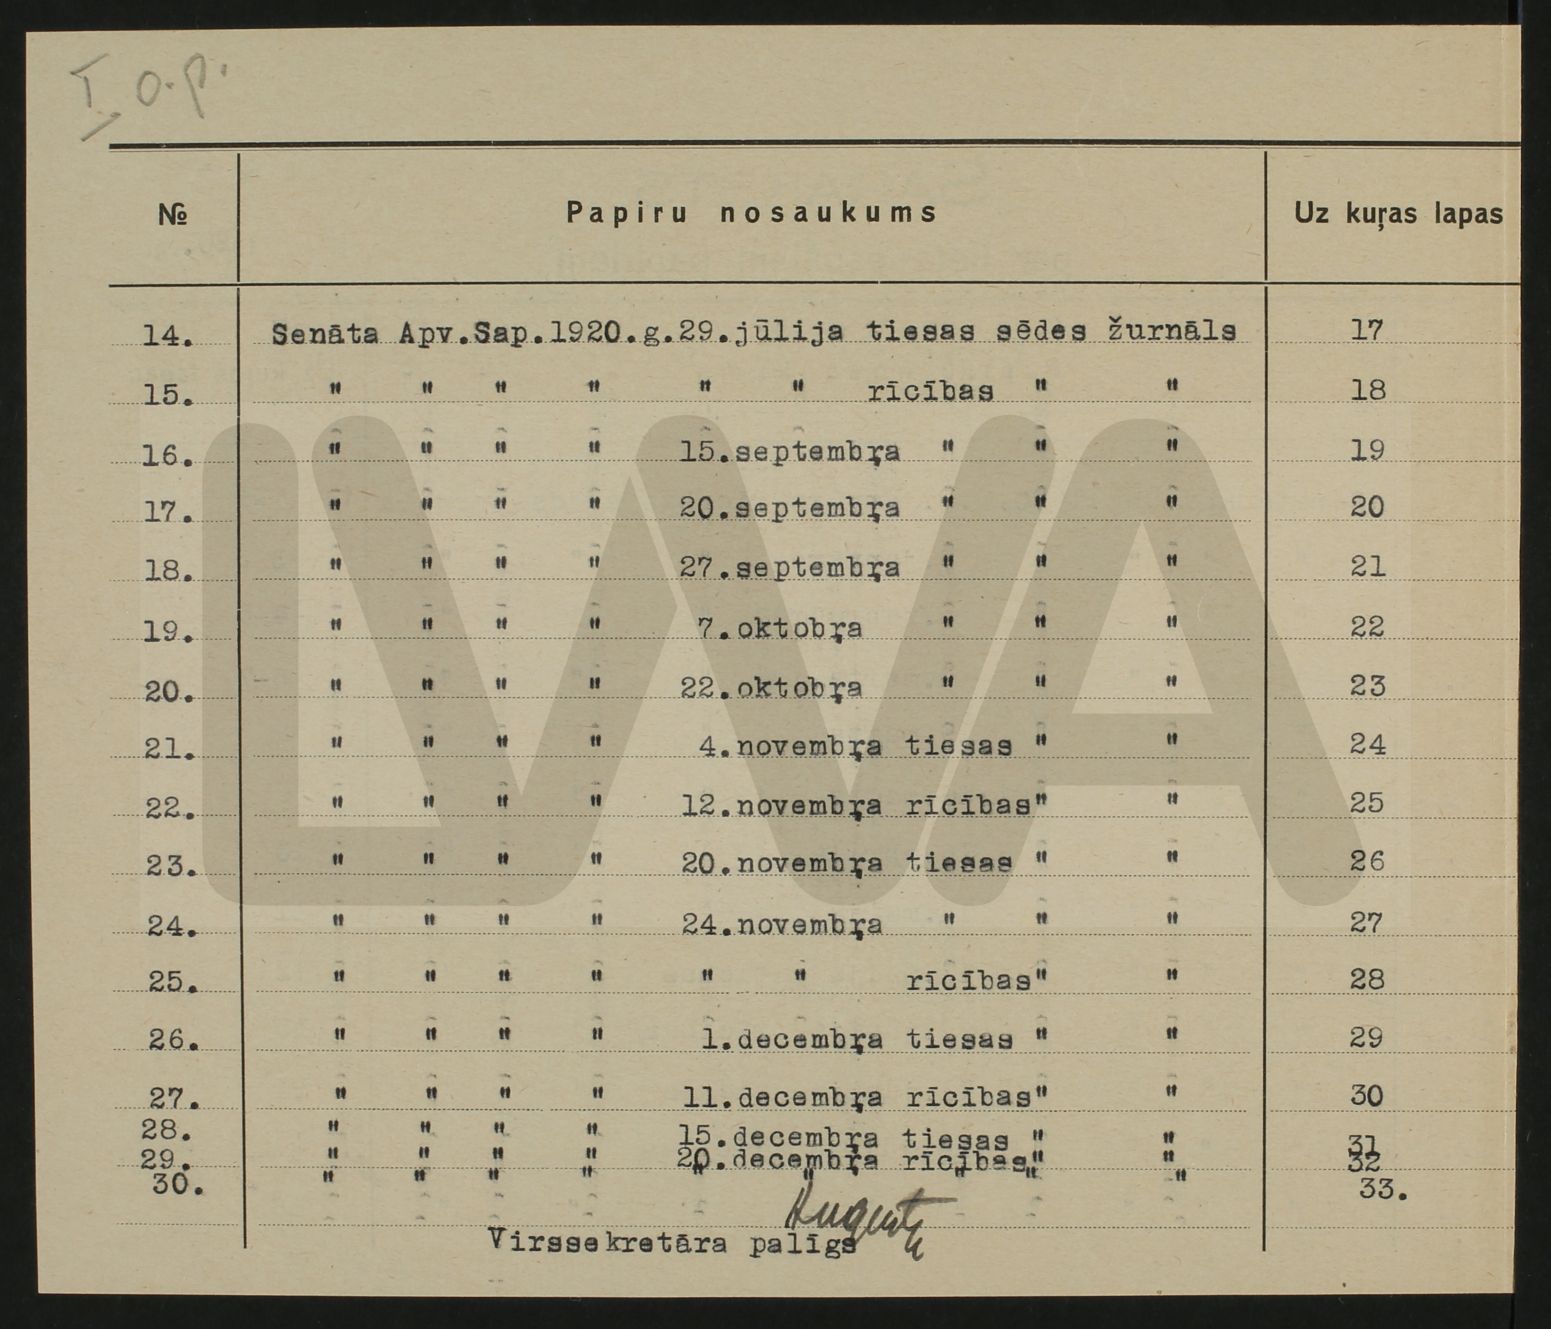 I o.p.
№ Papiru nosaukums Uz kuŗas lapas
14. Senāta Apv.Sap.1920.g.29.jūlija tiesas sēdes žurnāls 17
15. " " " " " " rīcības " " 18
16. " " " " 15.septembŗa " " " 19
17. " " " " 20.septembŗa " " " 20
18. " " " " 27.septembŗa " " " 21
19. " " " " 7.oktobŗa " " " 22
20. " " " " 22.oktobŗa " " " 23
21. " " " " 4.novembŗa tiesas " " 24
22. " " " " 12.novembŗa rīcības" " 25
23. " " " " 20.novembŗa tiesas " " 26
24. " " " " 24.novembŗa " " " 27
25. " " " " " " rīcības" " 28
26. " " " " 1.decembŗa tiesas " " 29
27. " " " " 11.decembŗa rīcības" " 30
28. " " " " 15.decembŗa tiesas " " 31
29. " " " " 20.decembŗa rīcības" " 32
30. " " " " " " " " " 33.
Virssekretāra palīgs
LVVA